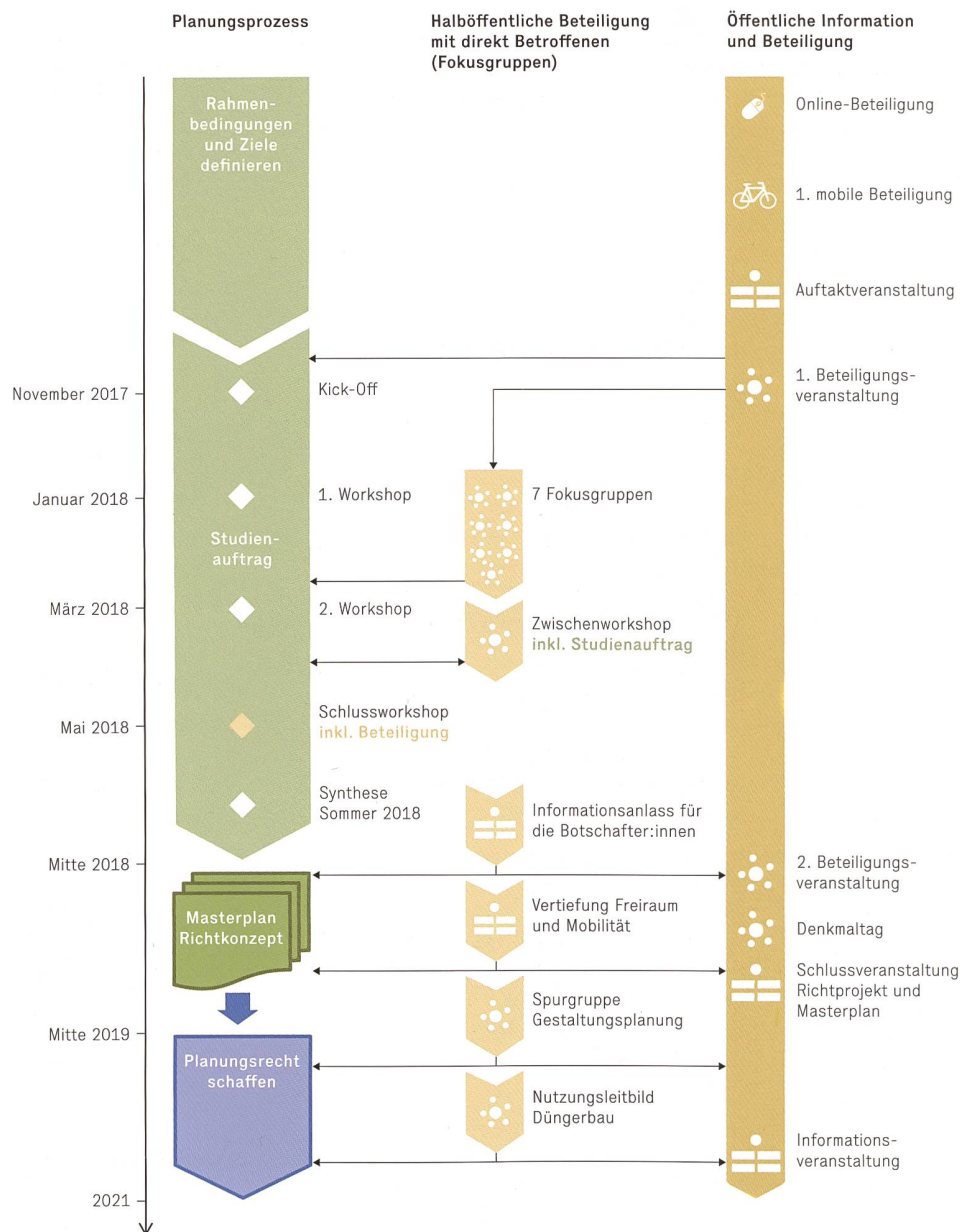 Planungsprozess
Halböffentliche Beteiligung
mit direkt Betroffenen
(Fokusgruppen)
Öffentliche Information
und Beteiligung
Rahmen-
bedingungen
und Ziele
definieren
Online-Beteiligung
1. mobile Beteiligung
Auftaktveranstaltung
November 2017
Kick-Off
1. Beteiligungs-
veranstaltung
Januar 2018
1. Workshop
7 Fokusgruppen
Studien-
auftrag
März 2018
2. Workshop
Zwischenworkshop
inkl. Studienauftrag
Mai 2018
Schlussworkshop
inkl. Beteiligung
Synthese
Sommer 2018
Informationsanlass für
die Botschafter:innen
Mitte 2018
2. Beteiligungs-
veranstaltung
Masterplan
Richtkonzept
Vertiefung Freiraum
und Mobilität
Denkmaltag
Schlussveranstaltung
Richtprojekt und
Masterplan
Spurgruppe
Gestaltungsplanung
Mitte 2019
Planungsrecht
schaffen
Nutzungsleitbild
Düngerbau
Informations-
veranstaltung
2021